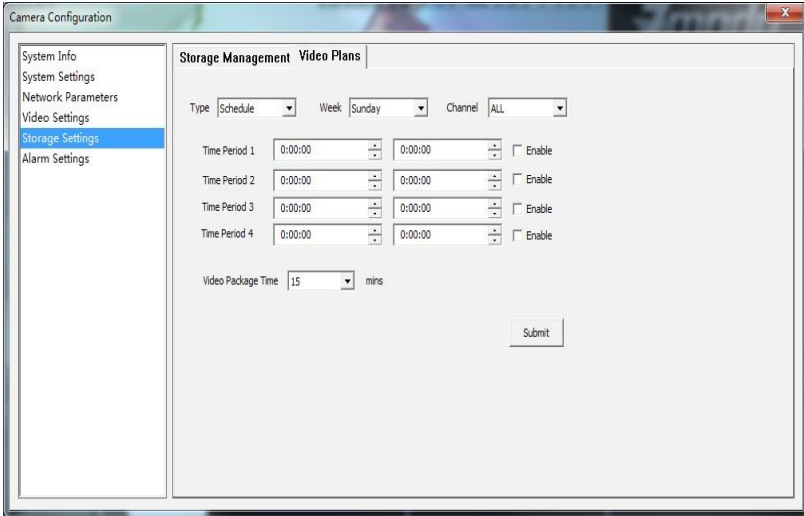 Camera Configuration
System Info
System Settings
Network Parameters
Video Settings
Storage Settings
Alarm Settings
Storage Management Video Plans
Type Schedule Week Sunday Channel ALL
Time Period 1 0:00:00 0:00:00 Enable
Time Period 2 0:00:00 0:00:00 Enable
Time Period 3 0:00:00 0:00:00 Enable
Time Period 4 0:00:00 0:00:00 Enable
Video Package Time 15 mins
Submit